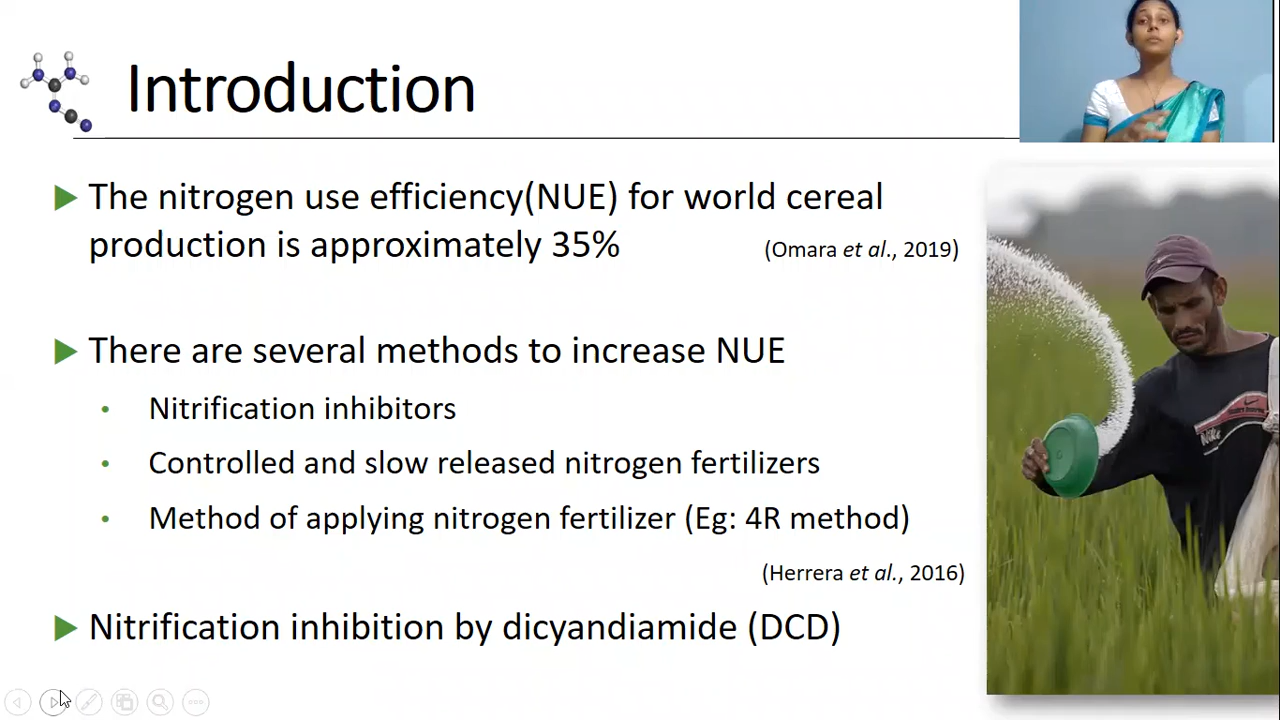 Introduction
The nitrogen use efficiency(NUE) for world cereal
production is approximately 35%
(Omara et al., 2019)
There are several methods to increase NUE
Nitrification inhibitors
Controlled and slow released nitrogen fertilizers
Method of applying nitrogen fertilizer (Eg: 4R method)
(Herrera et al., 2016)
Nitrification inhibition by dicyandiamide (DCD)